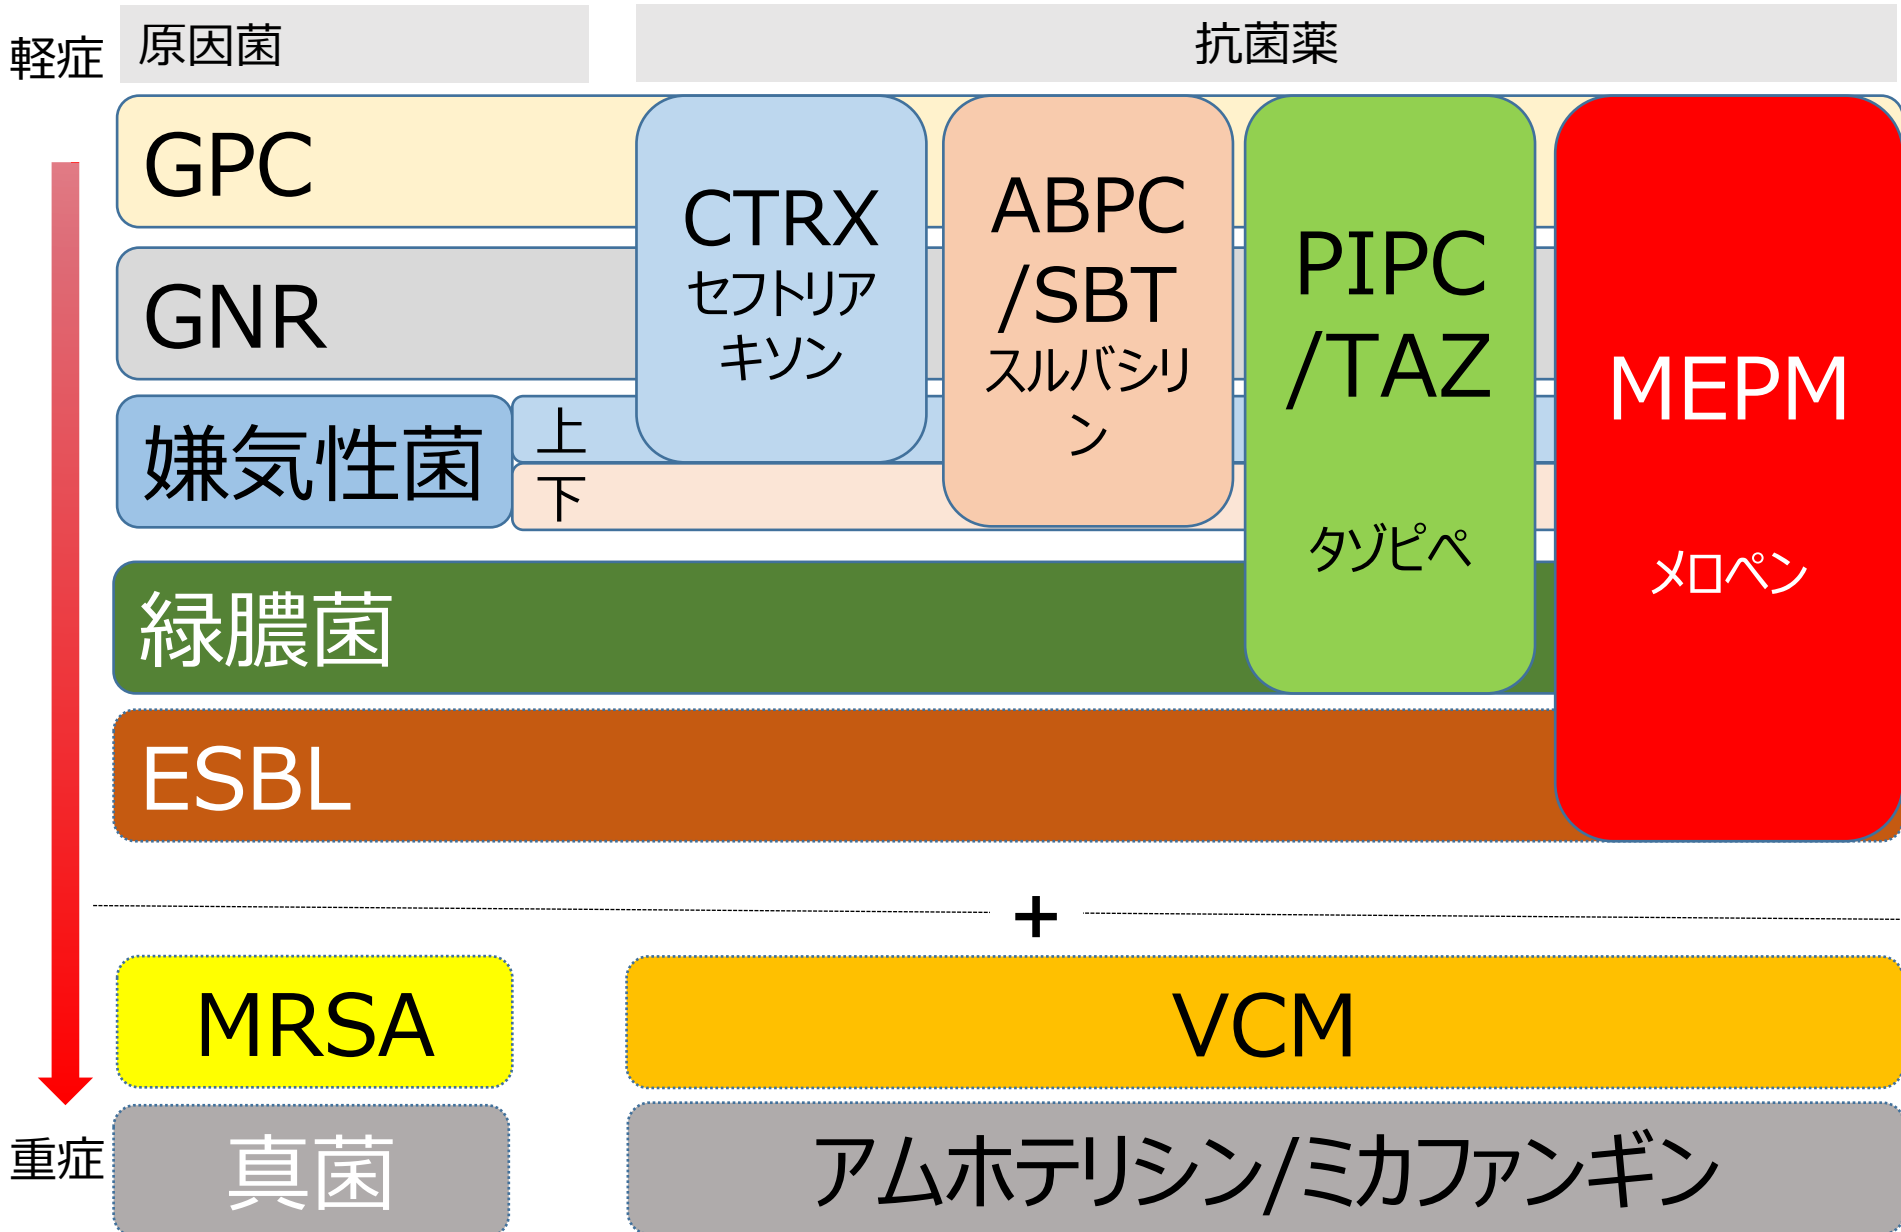 軽症
原因菌
抗菌薬
GPC
GNR
嫌気性菌
上
下
緑膿菌
ESBL
CTRX
セフトリア
キソン
ABPC
/SBT
スルバシリ
ン
PIPC
/TAZ
タゾピペ
MEPM
メロペン
+
MRSA
VCM
重症
真菌
アムホテリシン/ミカファンギン